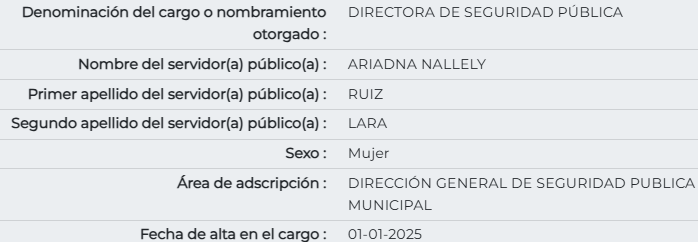 Denominación del cargo o nombramiento otorgado : DIRECTORA DE SEGURIDAD PÚBLICA
Nombre del servidor(a) público(a) : ARIADNA NALLELY
Primer apellido del servidor(a) público(a) : RUIZ
Segundo apellido del servidor(a) público(a) : LARA
Sexo : Mujer
Área de adscripción : DIRECCIÓN GENERAL DE SEGURIDAD PUBLICA MUNICIPAL
Fecha de alta en el cargo : 01-01-2025